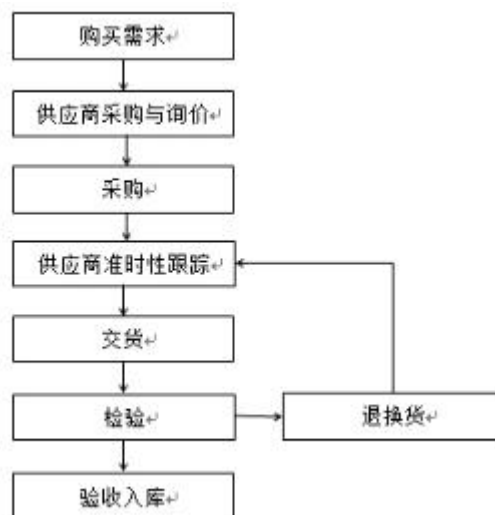 购买需求
供应商采购与询价
采购
供应商准时性跟踪
交货
检验
退换货
验收入库